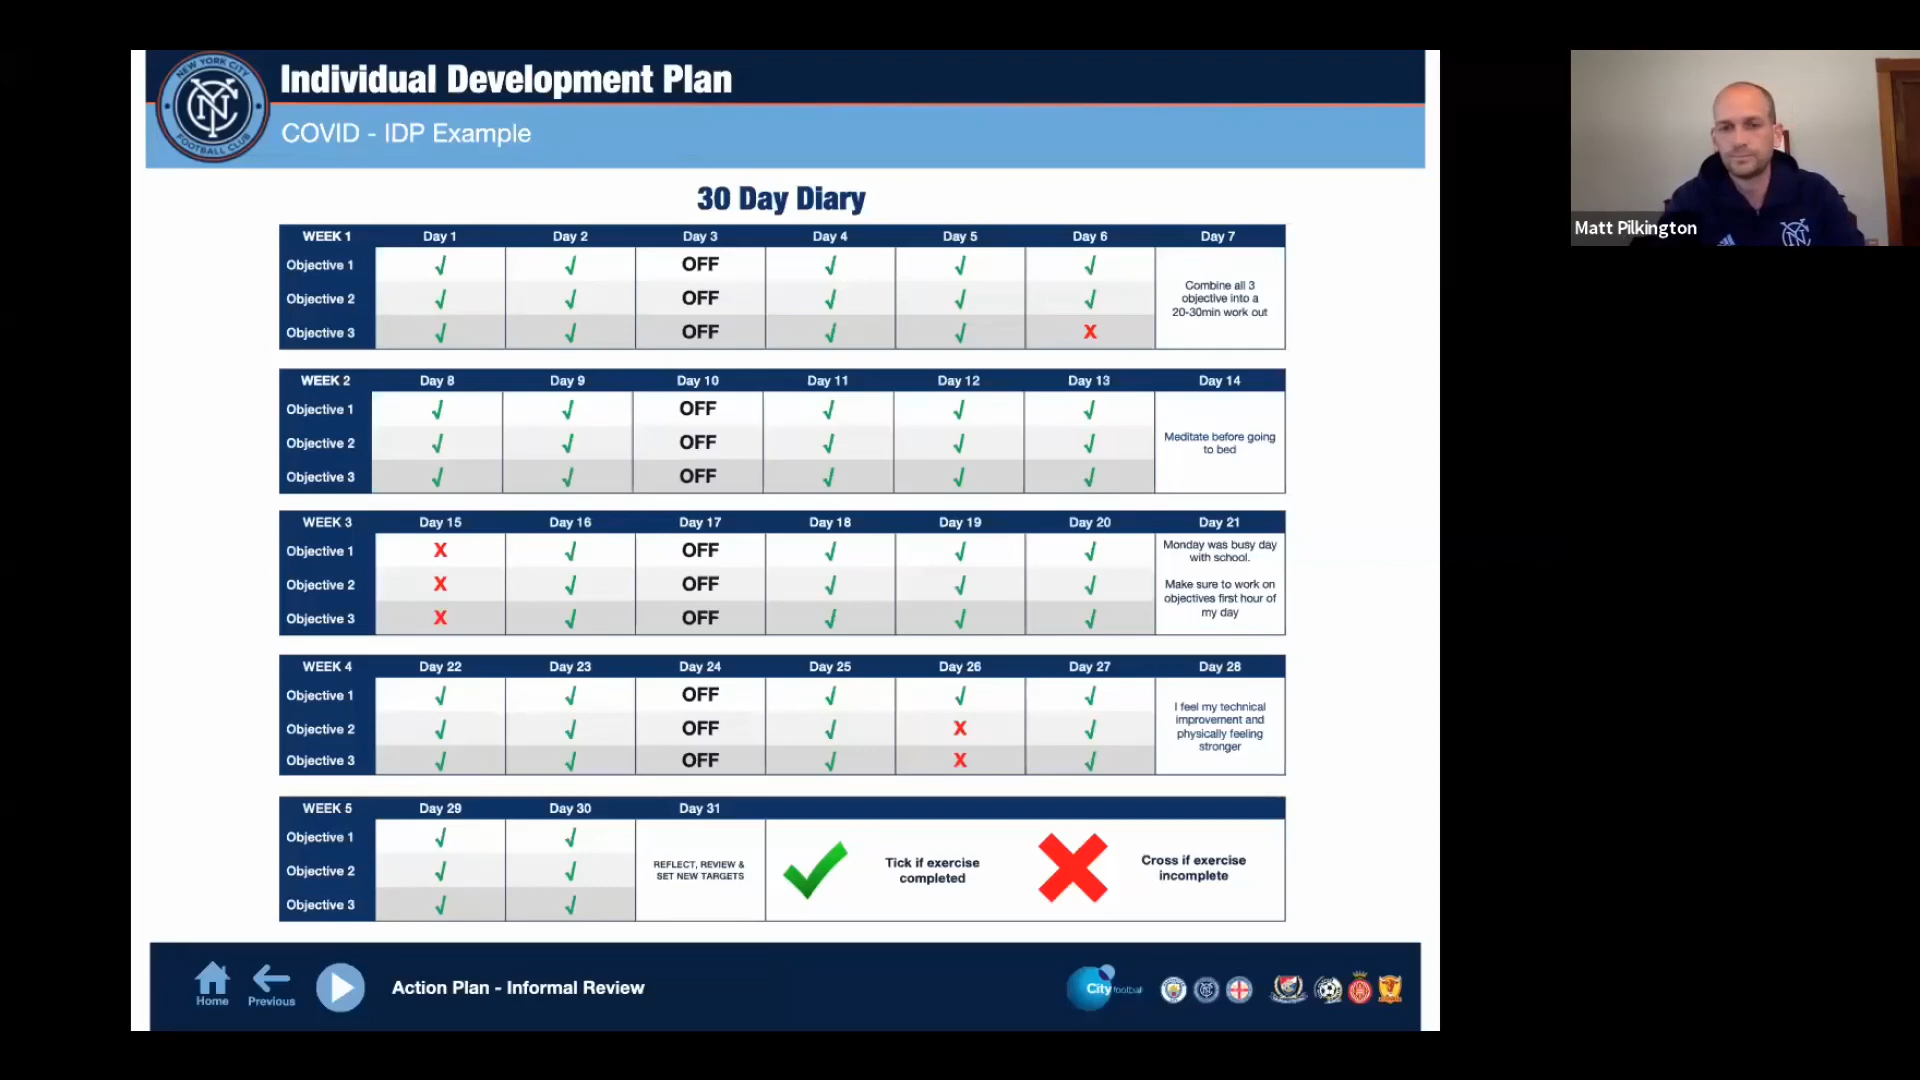 NEW YORK CITY
FOOTBALL CLUB
Individual Development Plan
COVID - IDP Example
Matt Pilkington
30 Day Diary
WEEK 1 Day 1 Day 2 Day 3 Day 4 Day 5 Day 6 Day 7
Objective 1 √ √ OFF √ √ √
Objective 2 √ √ OFF √ √ √
Objective 3 √ √ OFF √ √ X
Combine all 3
objective into a
20-30min work out
WEEK 2 Day 8 Day 9 Day 10 Day 11 Day 12 Day 13 Day 14
Objective 1 √ √ OFF √ √ √
Objective 2 √ √ OFF √ √ √
Objective 3 √ √ OFF √ √ √
Meditate before going
to bed
WEEK 3 Day 15 Day 16 Day 17 Day 18 Day 19 Day 20 Day 21
Objective 1 X √ OFF √ √ √
Objective 2 X √ OFF √ √ √
Objective 3 X √ OFF √ √ √
Monday was busy day
with school.
Make sure to work on
objectives first hour of
my day
WEEK 4 Day 22 Day 23 Day 24 Day 25 Day 26 Day 27 Day 28
Objective 1 √ √ OFF √ √ √
Objective 2 √ √ OFF √ X √
Objective 3 √ √ OFF √ X √
I feel my technical
improvement and
physically feeling
stronger
WEEK 5 Day 29 Day 30 Day 31
Objective 1 √ √
Objective 2 √ √
Objective 3 √ √
REFLECT, REVIEW &
SET NEW TARGETS
Tick if exercise
completed
Cross if exercise
incomplete
Home
Previous
Action Plan - Informal Review
City football